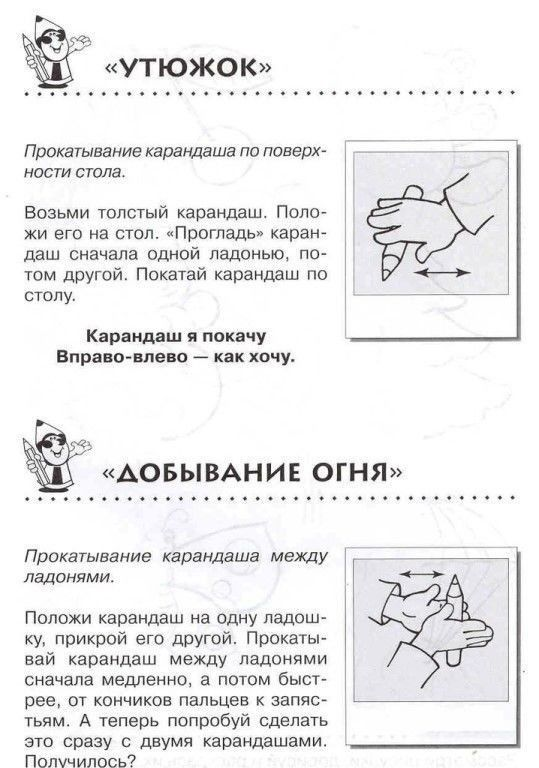 «УТЮЖОК»
Прокатывание карандаша по поверх-
ности стола.
Возьми толстый карандаш. Поло-
жи его на стол. «Прогладь» каран-
даш сначала одной ладонью, по-
том другой. Покатай карандаш по
столу.
Карандаш я покачу
Вправо-влево — как хочу.
«ДОБЫВАНИЕ ОГНЯ»
Прокатывание карандаша между
ладонями.
Положи карандаш на одну ладош-
ку, прикрой его другой. Прокаты-
вай карандаш между ладонями
сначала медленно, а потом быст-
рее, от кончиков пальцев к запяс-
тьям. А теперь попробуй сделать
это сразу с двумя карандашами.
Получилось?